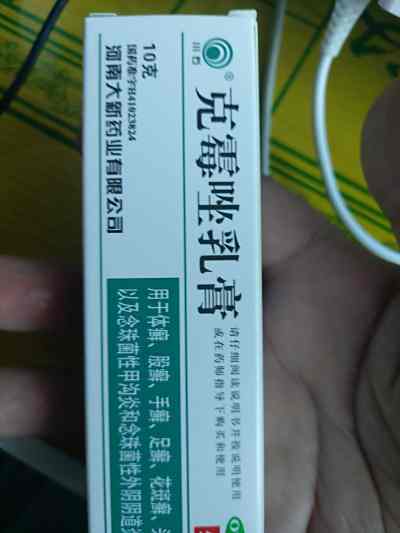 ®
克霉唑乳膏
请仔细阅读说明书并按说明使用
或在药师指导下购买和使用
10克
国药准字H41023824
河南大新药业有限公司
用于体癣、股癣、手癣、足癣、花斑癣、头
以及念珠菌性甲沟炎和念珠菌性外阴阴道